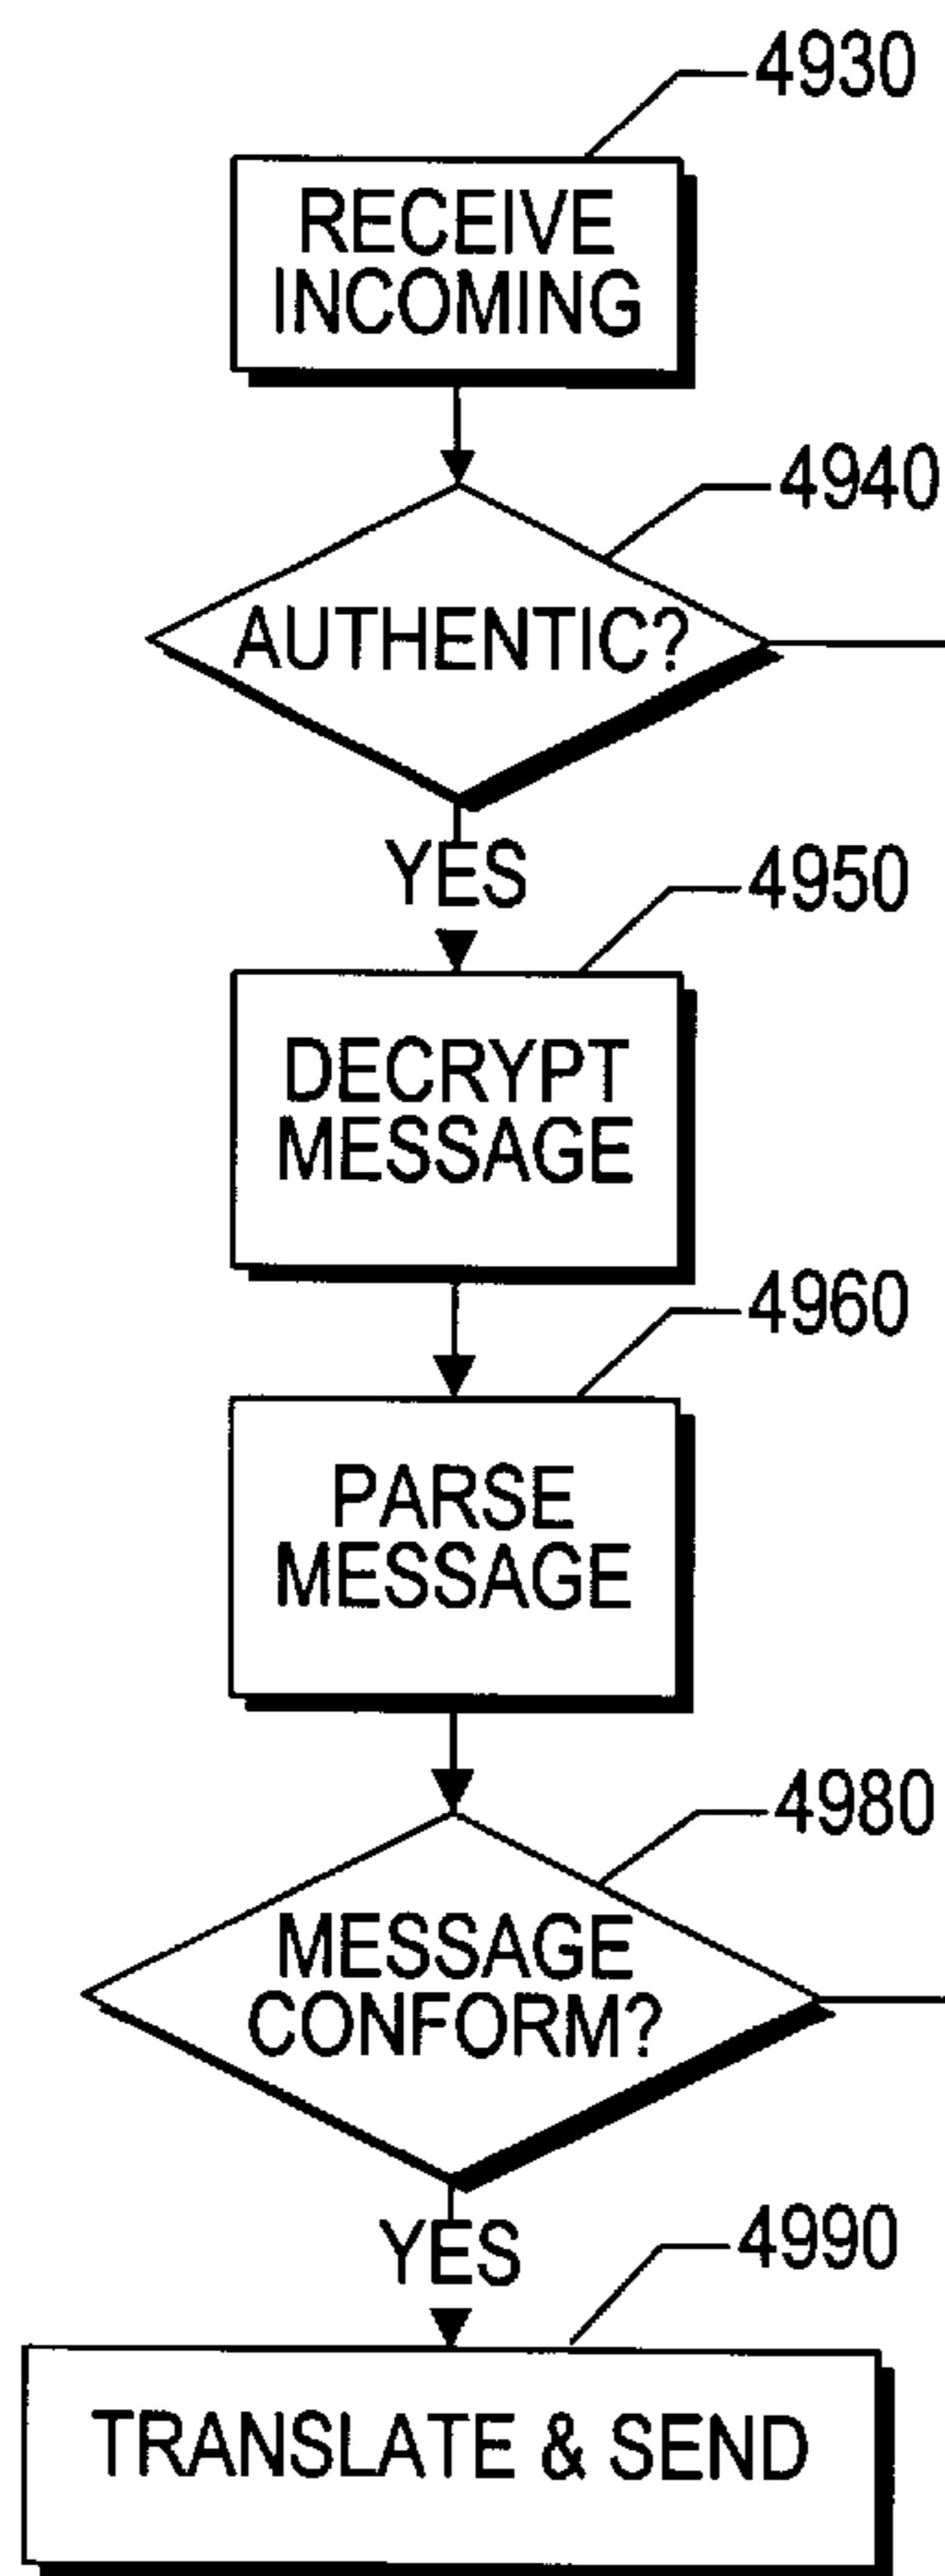 4930
RECEIVE
INCOMING
4940
AUTHENTIC?
YES
4950
DECRYPT
MESSAGE
4960
PARSE
MESSAGE
4980
MESSAGE
CONFORM?
YES
4990
TRANSLATE & SEND